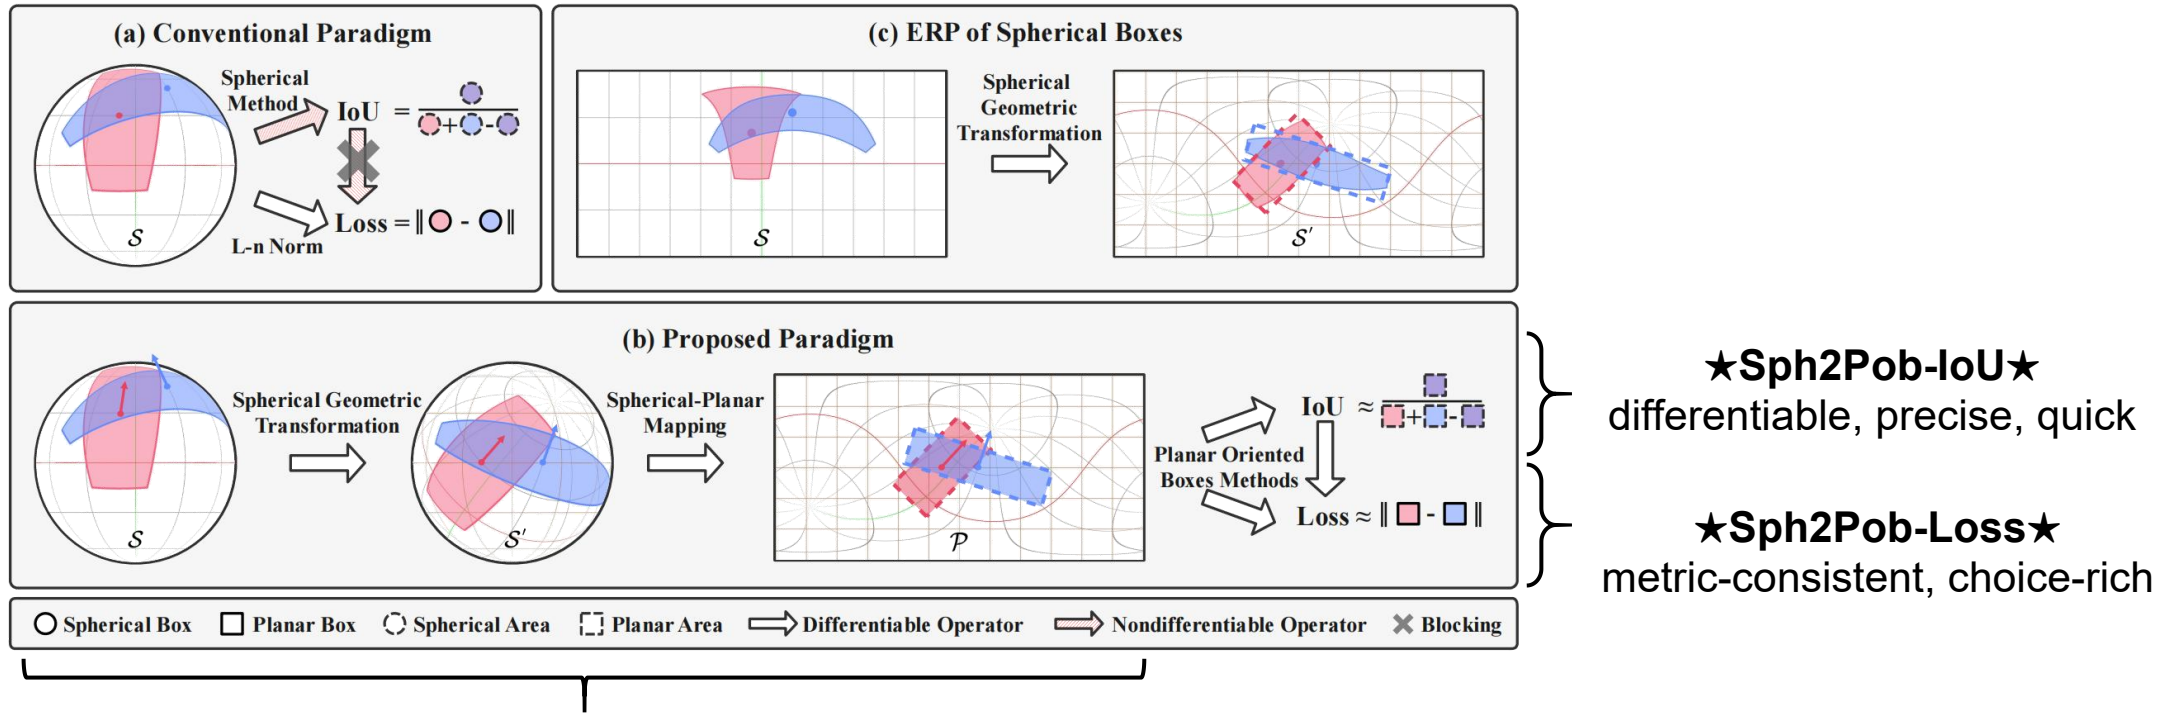 (a) Conventional Paradigm
Spherical
Method
IoU =
+ -
Loss = || - ||
L-n Norm
S
(c) ERP of Spherical Boxes
S
Spherical
Geometric
Transformation
S′
(b) Proposed Paradigm
S
Spherical Geometric
Transformation
S′
Spherical-Planar
Mapping
P
Planar Oriented
Boxes Methods
IoU ≈
+ -
Loss ≈ || - ||
★Sph2Pob-IoU★
differentiable, precise, quick
★Sph2Pob-Loss★
metric-consistent, choice-rich
Spherical Box Planar Box Spherical Area Planar Area Differentiable Operator Nondifferentiable Operator Blocking